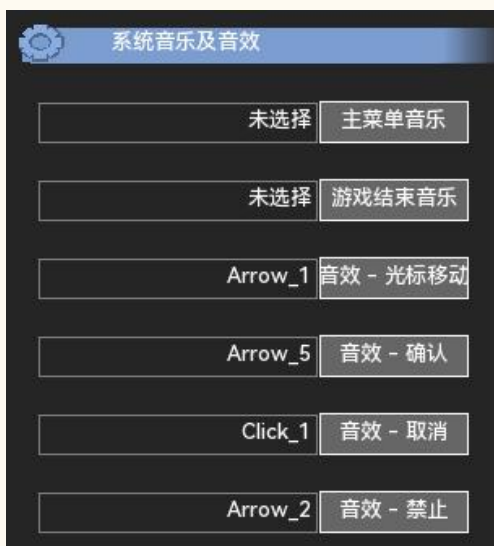 系统音乐及音效
未选择 主菜单音乐
未选择 游戏结束音乐
Arrow_1 音效 - 光标移动
Arrow_5 音效 - 确认
Click_1 音效 - 取消
Arrow_2 音效 - 禁止